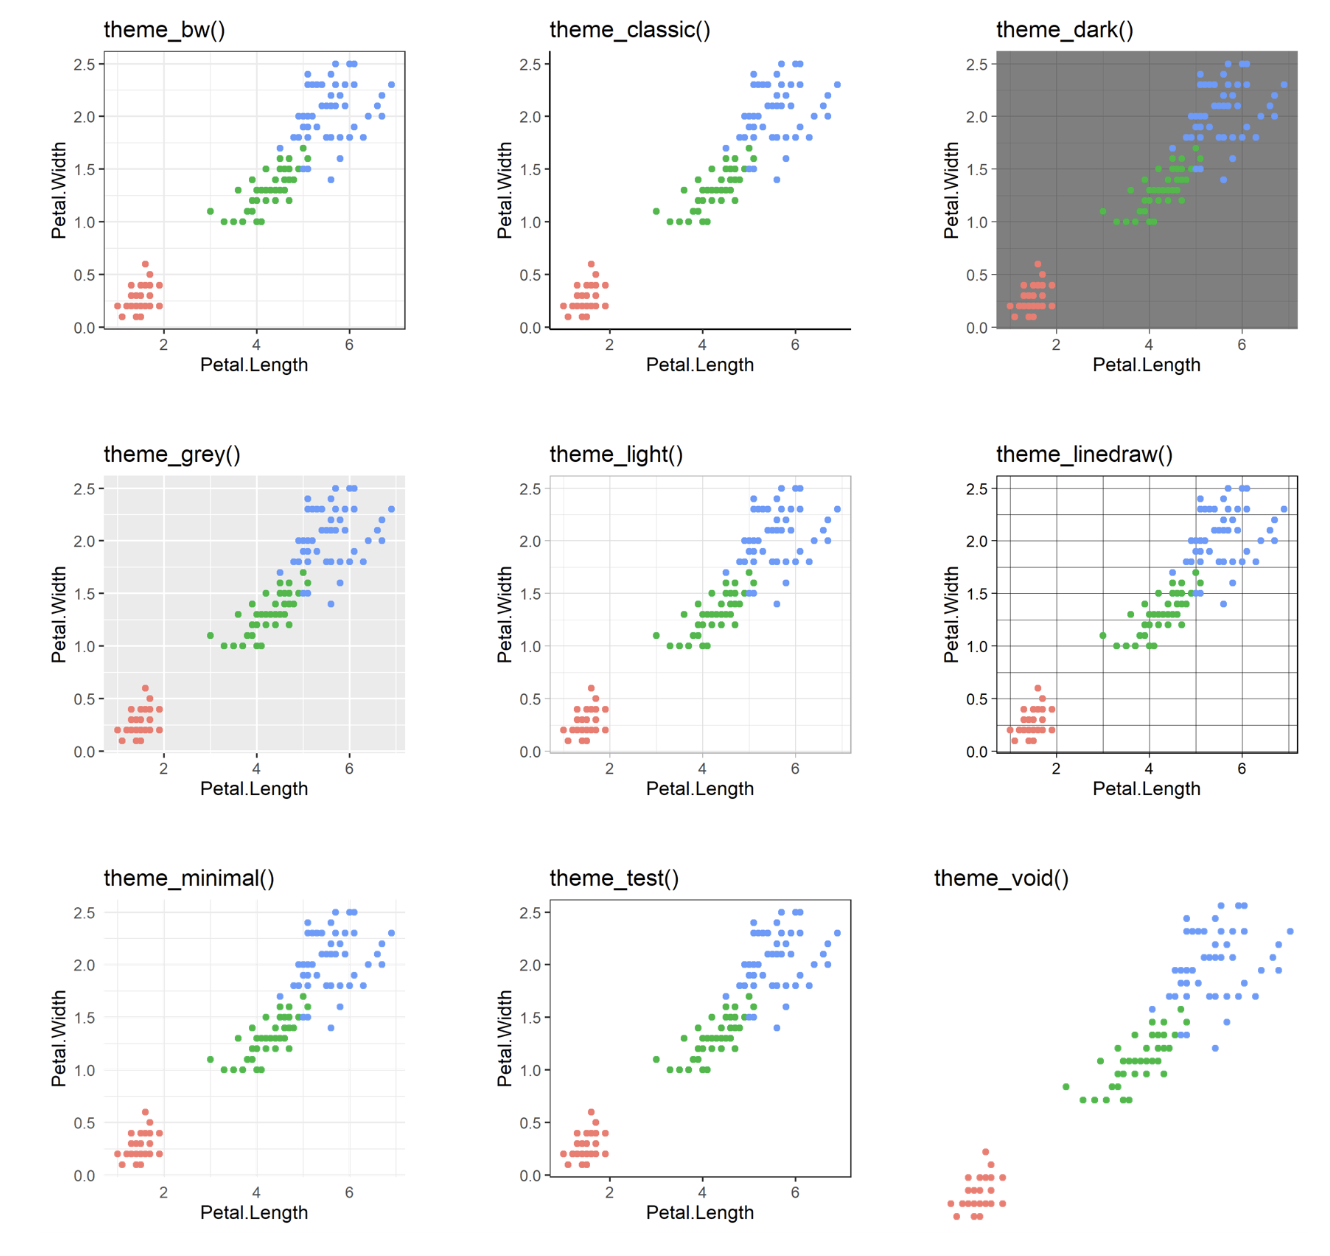 theme_bw()
2.5
2.0
1.5
1.0
0.5
0.0
Petal.Width
2 4 6
Petal.Length
theme_classic()
2.5
2.0
1.5
1.0
0.5
0.0
Petal.Width
2 4 6
Petal.Length
theme_dark()
2.5
2.0
1.5
1.0
0.5
0.0
Petal.Width
2 4 6
Petal.Length
theme_grey()
2.5
2.0
1.5
1.0
0.5
0.0
Petal.Width
2 4 6
Petal.Length
theme_light()
2.5
2.0
1.5
1.0
0.5
0.0
Petal.Width
2 4 6
Petal.Length
theme_linedraw()
2.5
2.0
1.5
1.0
0.5
0.0
Petal.Width
2 4 6
Petal.Length
theme_minimal()
2.5
2.0
1.5
1.0
0.5
0.0
Petal.Width
2 4 6
Petal.Length
theme_test()
2.5
2.0
1.5
1.0
0.5
0.0
Petal.Width
2 4 6
Petal.Length
theme_void()